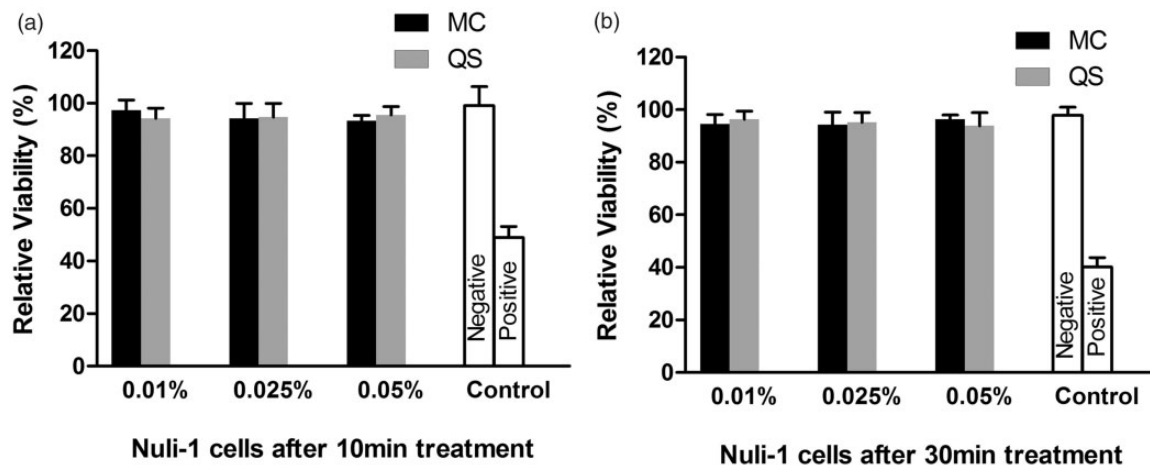 (a)
MC
QS
Relative Viability (%)
120
100
80
60
40
20
0
Negative
Positive
0.01% 0.025% 0.05% Control
Nuli-1 cells after 10min treatment
(b)
MC
QS
Relative Viability (%)
120
100
80
60
40
20
0
Negative
Positive
0.01% 0.025% 0.05% Control
Nuli-1 cells after 30min treatment